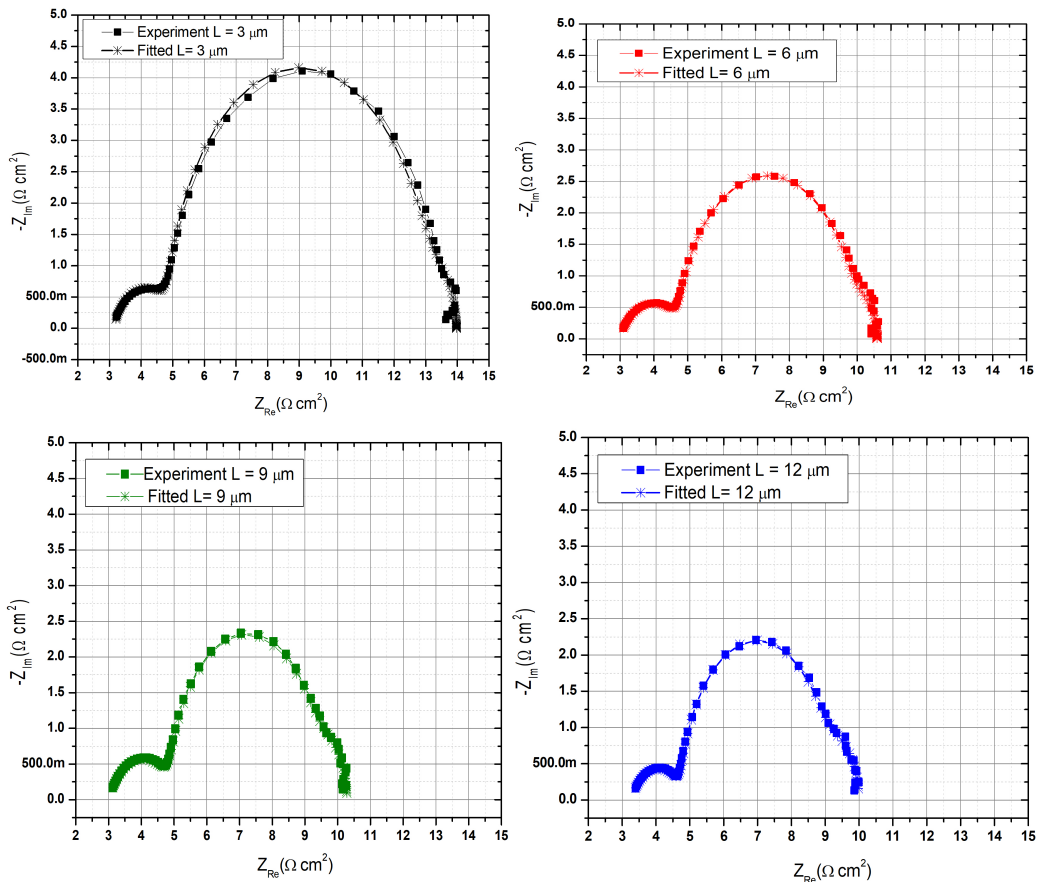 5.0
4.5
4.0
3.5
3.0
2.5
2.0
1.5
1.0
500.0m
0.0
-500.0m
-Z_Im(Ω cm²)
Experiment L = 3 μm
Fitted L= 3 μm
2 3 4 5 6 7 8 9 10 11 12 13 14 15
Z_Re(Ω cm²)
5.0
4.5
4.0
3.5
3.0
2.5
2.0
1.5
1.0
500.0m
0.0
-Z_Im(Ω cm²)
Experiment L = 6 μm
Fitted L= 6 μm
2 3 4 5 6 7 8 9 10 11 12 13 14 15
Z_Re(Ω cm²)
5.0
4.5
4.0
3.5
3.0
2.5
2.0
1.5
1.0
500.0m
0.0
-Z_Im(Ω cm²)
Experiment L = 9 μm
Fitted L= 9 μm
2 3 4 5 6 7 8 9 10 11 12 13 14 15
Z_Re(Ω cm²)
5.0
4.5
4.0
3.5
3.0
2.5
2.0
1.5
1.0
500.0m
0.0
-Z_Im(Ω cm²)
Experiment L = 12 μm
Fitted L= 12 μm
2 3 4 5 6 7 8 9 10 11 12 13 14 15
Z_Re(Ω cm²)